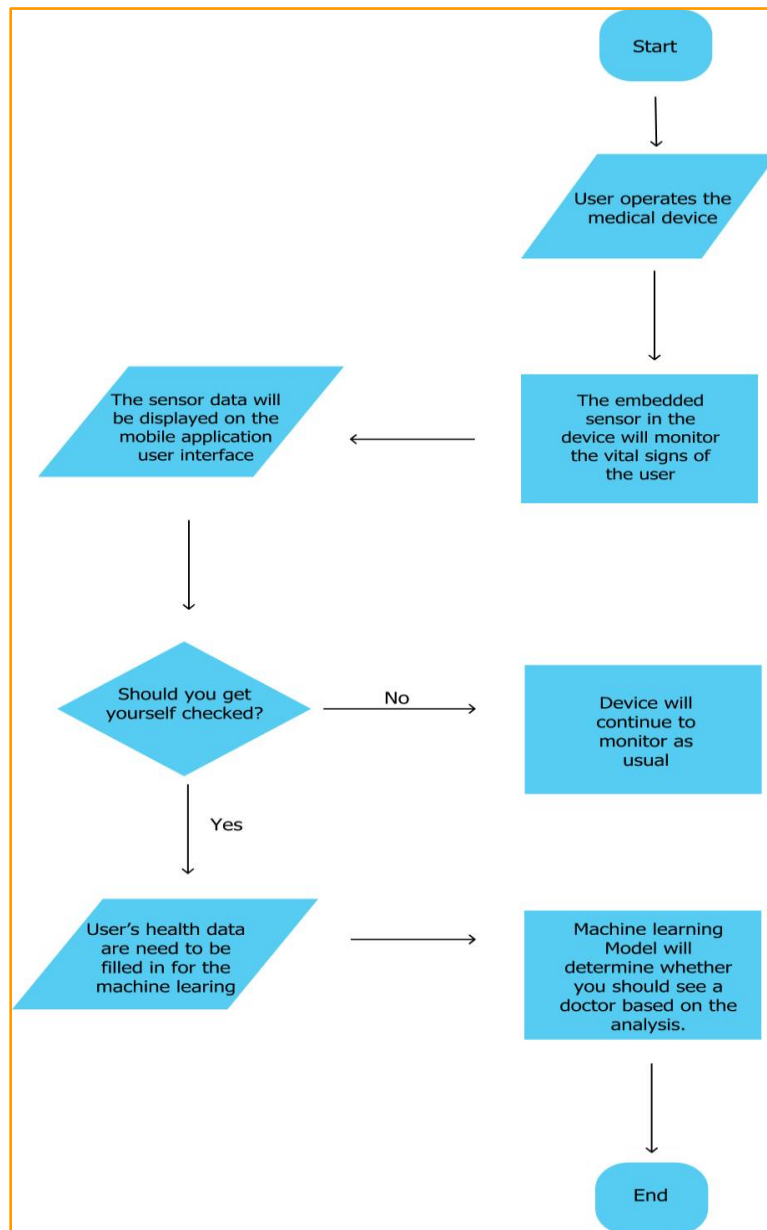 Start
User operates the
medical device
The embedded
sensor in the
device will monitor
the vital signs of
the user
The sensor data will
be displayed on the
mobile application
user interface
Should you get
yourself checked?
No
Device will
continue to
monitor as
usual
Yes
User’s health data
are need to be
filled in for the
machine learing
Machine learning
Model will
determine whether
you should see a
doctor based on the
analysis.
End